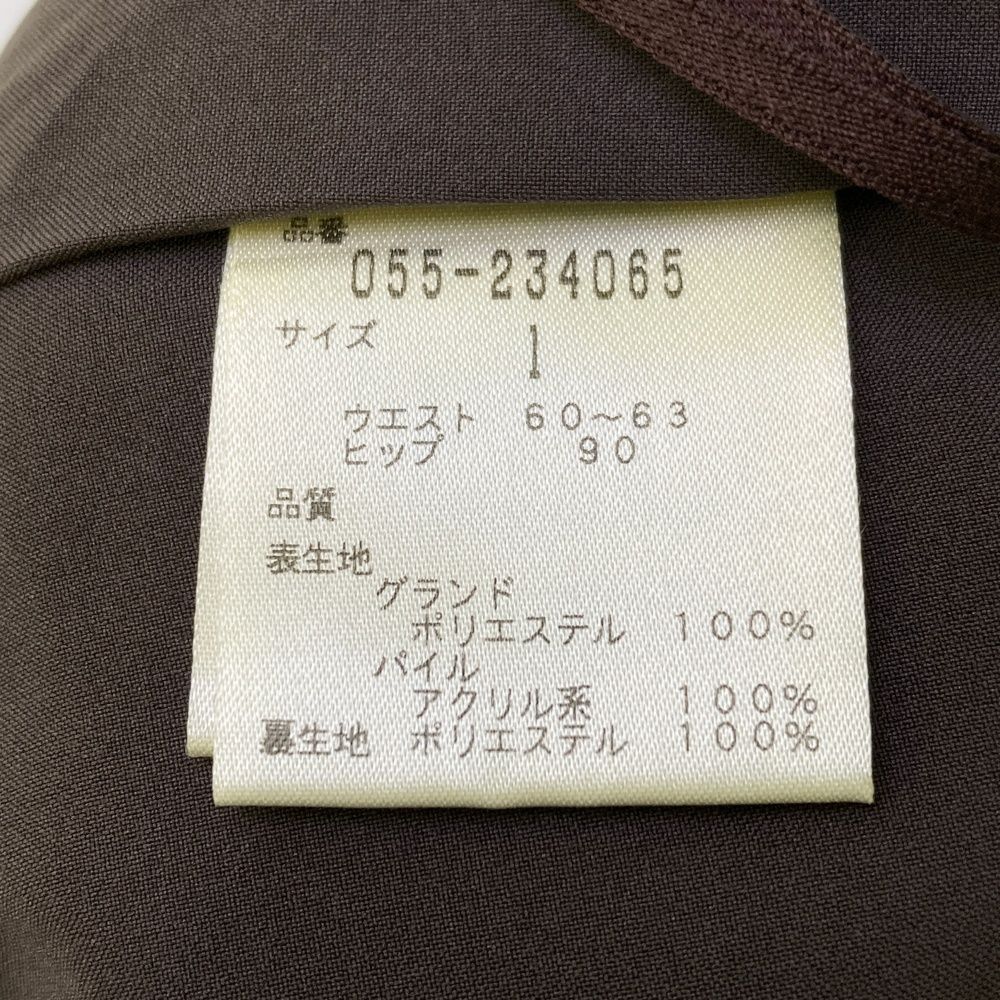 品番
055-234065
サイズ 1
ウエスト 60～63
ヒップ 90
品質
表生地
グランド
ポリエステル 100%
パイル
アクリル系 100%
裏生地 ポリエステル 100%